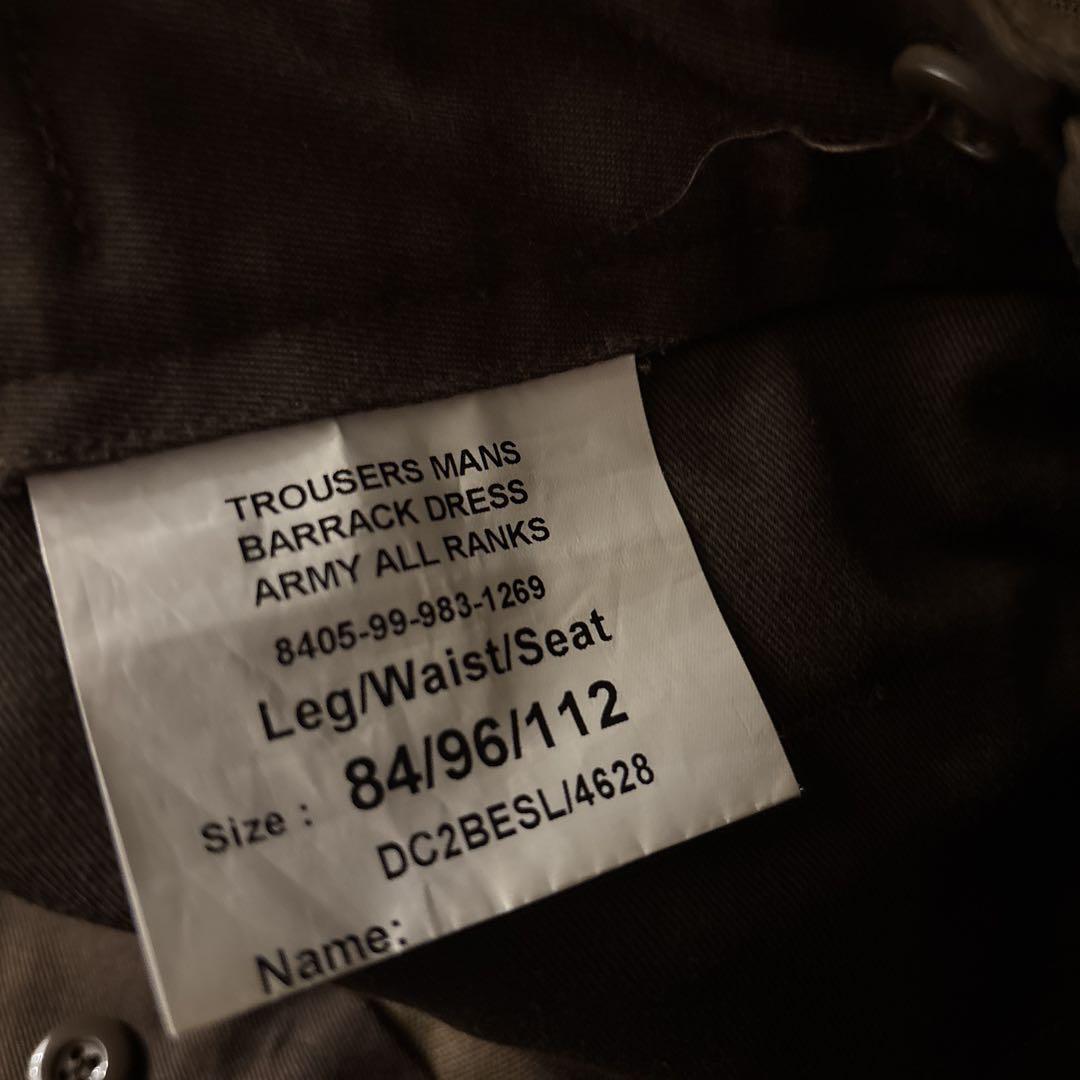 TROUSERS MANS
BARRACK DRESS
ARMY ALL RANKS
8405-99-983-1269
Leg/Waist/Seat
Size : 84/96/112
DC2BESL/4628
Name: